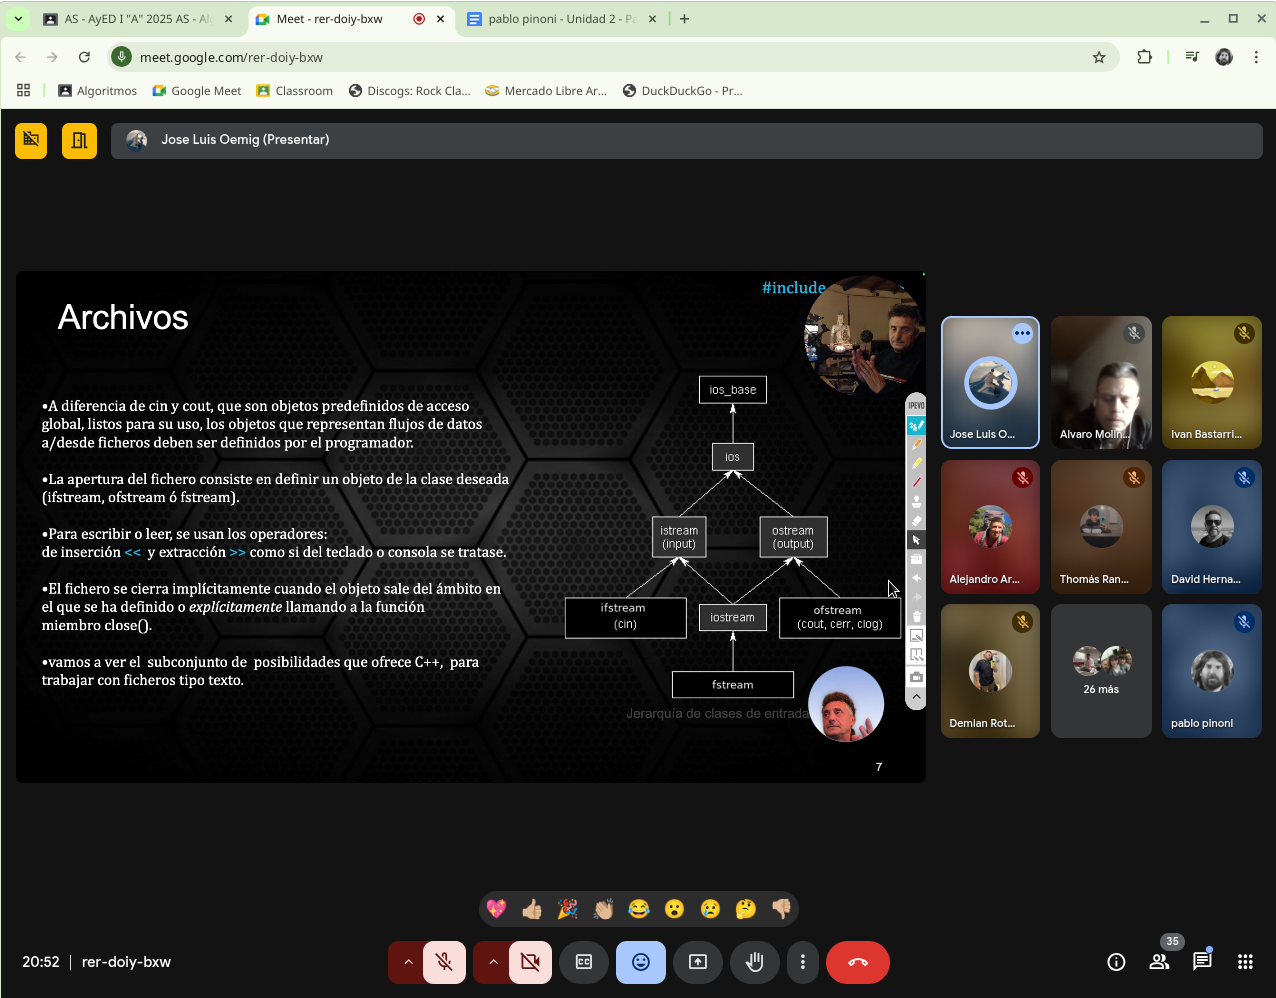 AS - AyED I "A" 2025 AS - Al
Meet - rer-doiy-bxw
pablo pinoni - Unidad 2 - P
meet.google.com/rer-doiy-bxw
Algoritmos
Google Meet
Classroom
Discogs: Rock Cla...
Mercado Libre Ar...
DuckDuckGo - Pr...
Jose Luis Oemig (Presentar)
#include
Archivos
•A diferencia de cin y cout, que son objetos predefinidos de acceso
global, listos para su uso, los objetos que representan flujos de datos
a/desde ficheros deben ser definidos por el programador.
•La apertura del fichero consiste en definir un objeto de la clase deseada
(ifstream, ofstream ó fstream).
•Para escribir o leer, se usan los operadores:
de inserción << y extracción >> como si del teclado o consola se tratase.
•El fichero se cierra implícitamente cuando el objeto sale del ámbito en
el que se ha definido o explícitamente llamando a la función
miembro close().
•vamos a ver el subconjunto de posibilidades que ofrece C++, para
trabajar con ficheros tipo texto.
ios_base
ios
istream
(input)
ostream
(output)
ifstream
(cin)
iostream
ofstream
(cout, cerr, clog)
fstream
Jerarquía de clases de entrada
7
IPEVO
Jose Luis O...
Alvaro Molin...
Ivan Bastarri...
Alejandro Ar...
Thomás Ran...
David Herna...
Demian Rot...
26 más
pablo pinoni
20:52 | rer-doiy-bxw
CC
35